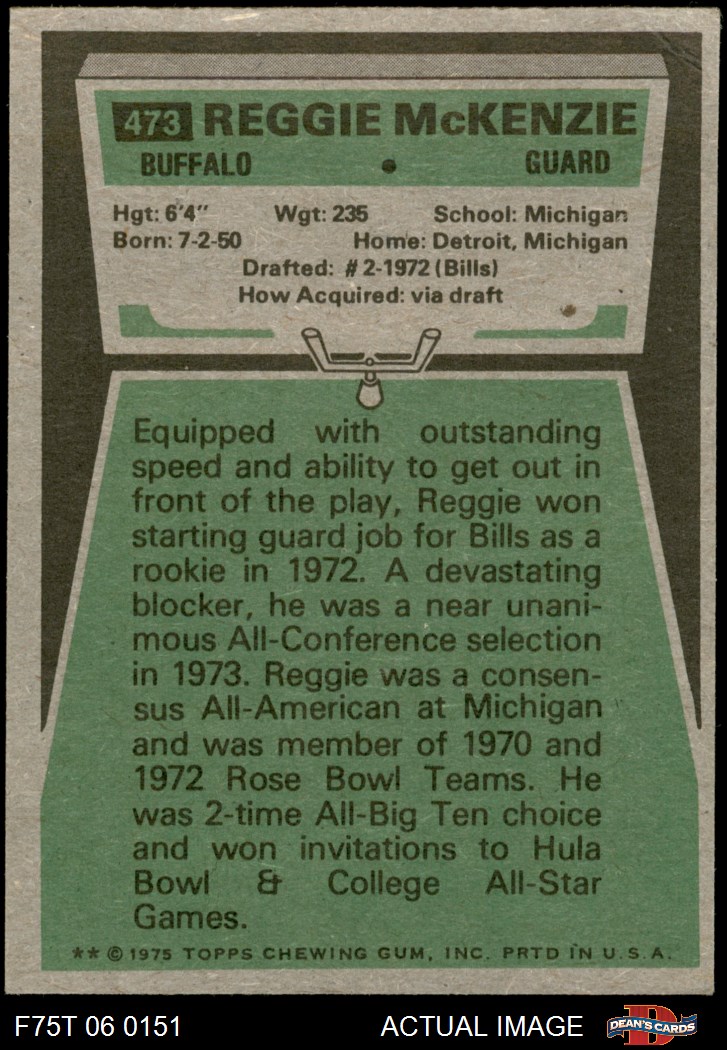 473 REGGIE McKENZIE
BUFFALO • GUARD
Hgt: 6'4" Wgt: 235 School: Michigan
Born: 7-2-50 Home: Detroit, Michigan
Drafted: #2-1972 (Bills)
How Acquired: via draft
Equipped with outstanding
speed and ability to get out in
front of the play, Reggie won
starting guard job for Bills as a
rookie in 1972. A devastating
blocker, he was a near unani-
mous All-Conference selection
in 1973. Reggie was a consen-
sus All-American at Michigan
and was member of 1970 and
1972 Rose Bowl Teams. He
was 2-time All-Big Ten choice
and won invitations to Hula
Bowl & College All-Star
Games.
** © 1975 TOPPS CHEWING GUM, INC. PRTD IN U.S.A.
F75T 06 0151 ACTUAL IMAGE DEAN'S CARDS